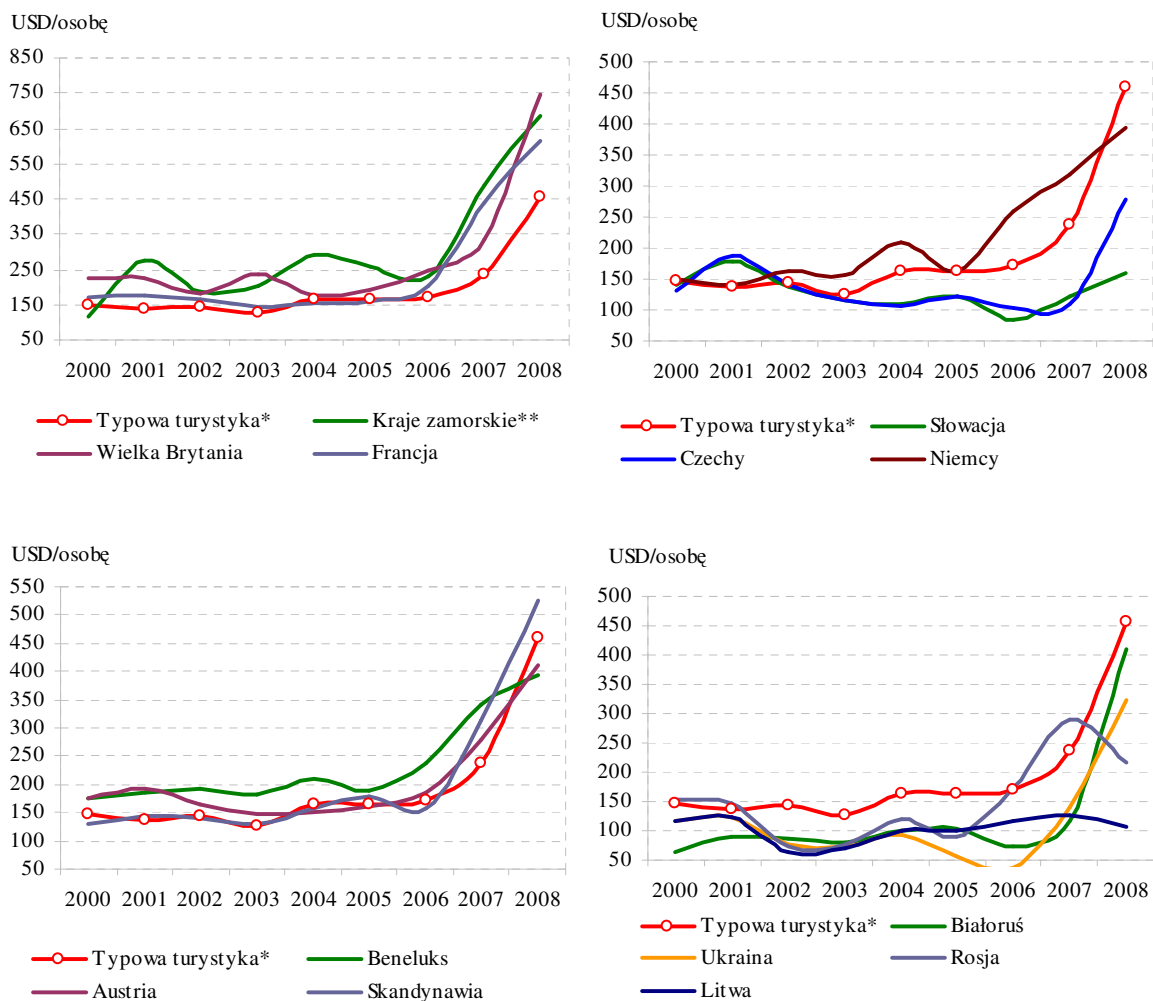 USD/osobę
850
750
650
550
450
350
250
150
50
2000 2001 2002 2003 2004 2005 2006 2007 2008
Typowa turystyka* Kraje zamorskie**
Wielka Brytania Francja
USD/osobę
500
450
400
350
300
250
200
150
100
50
2000 2001 2002 2003 2004 2005 2006 2007 2008
Typowa turystyka* Słowacja
Czechy Niemcy
USD/osobę
550
500
450
400
350
300
250
200
150
100
50
2000 2001 2002 2003 2004 2005 2006 2007 2008
Typowa turystyka* Beneluks
Austria Skandynawia
USD/osobę
500
450
400
350
300
250
200
150
100
50
2000 2001 2002 2003 2004 2005 2006 2007 2008
Typowa turystyka* Białoruś
Ukraina Rosja
Litwa